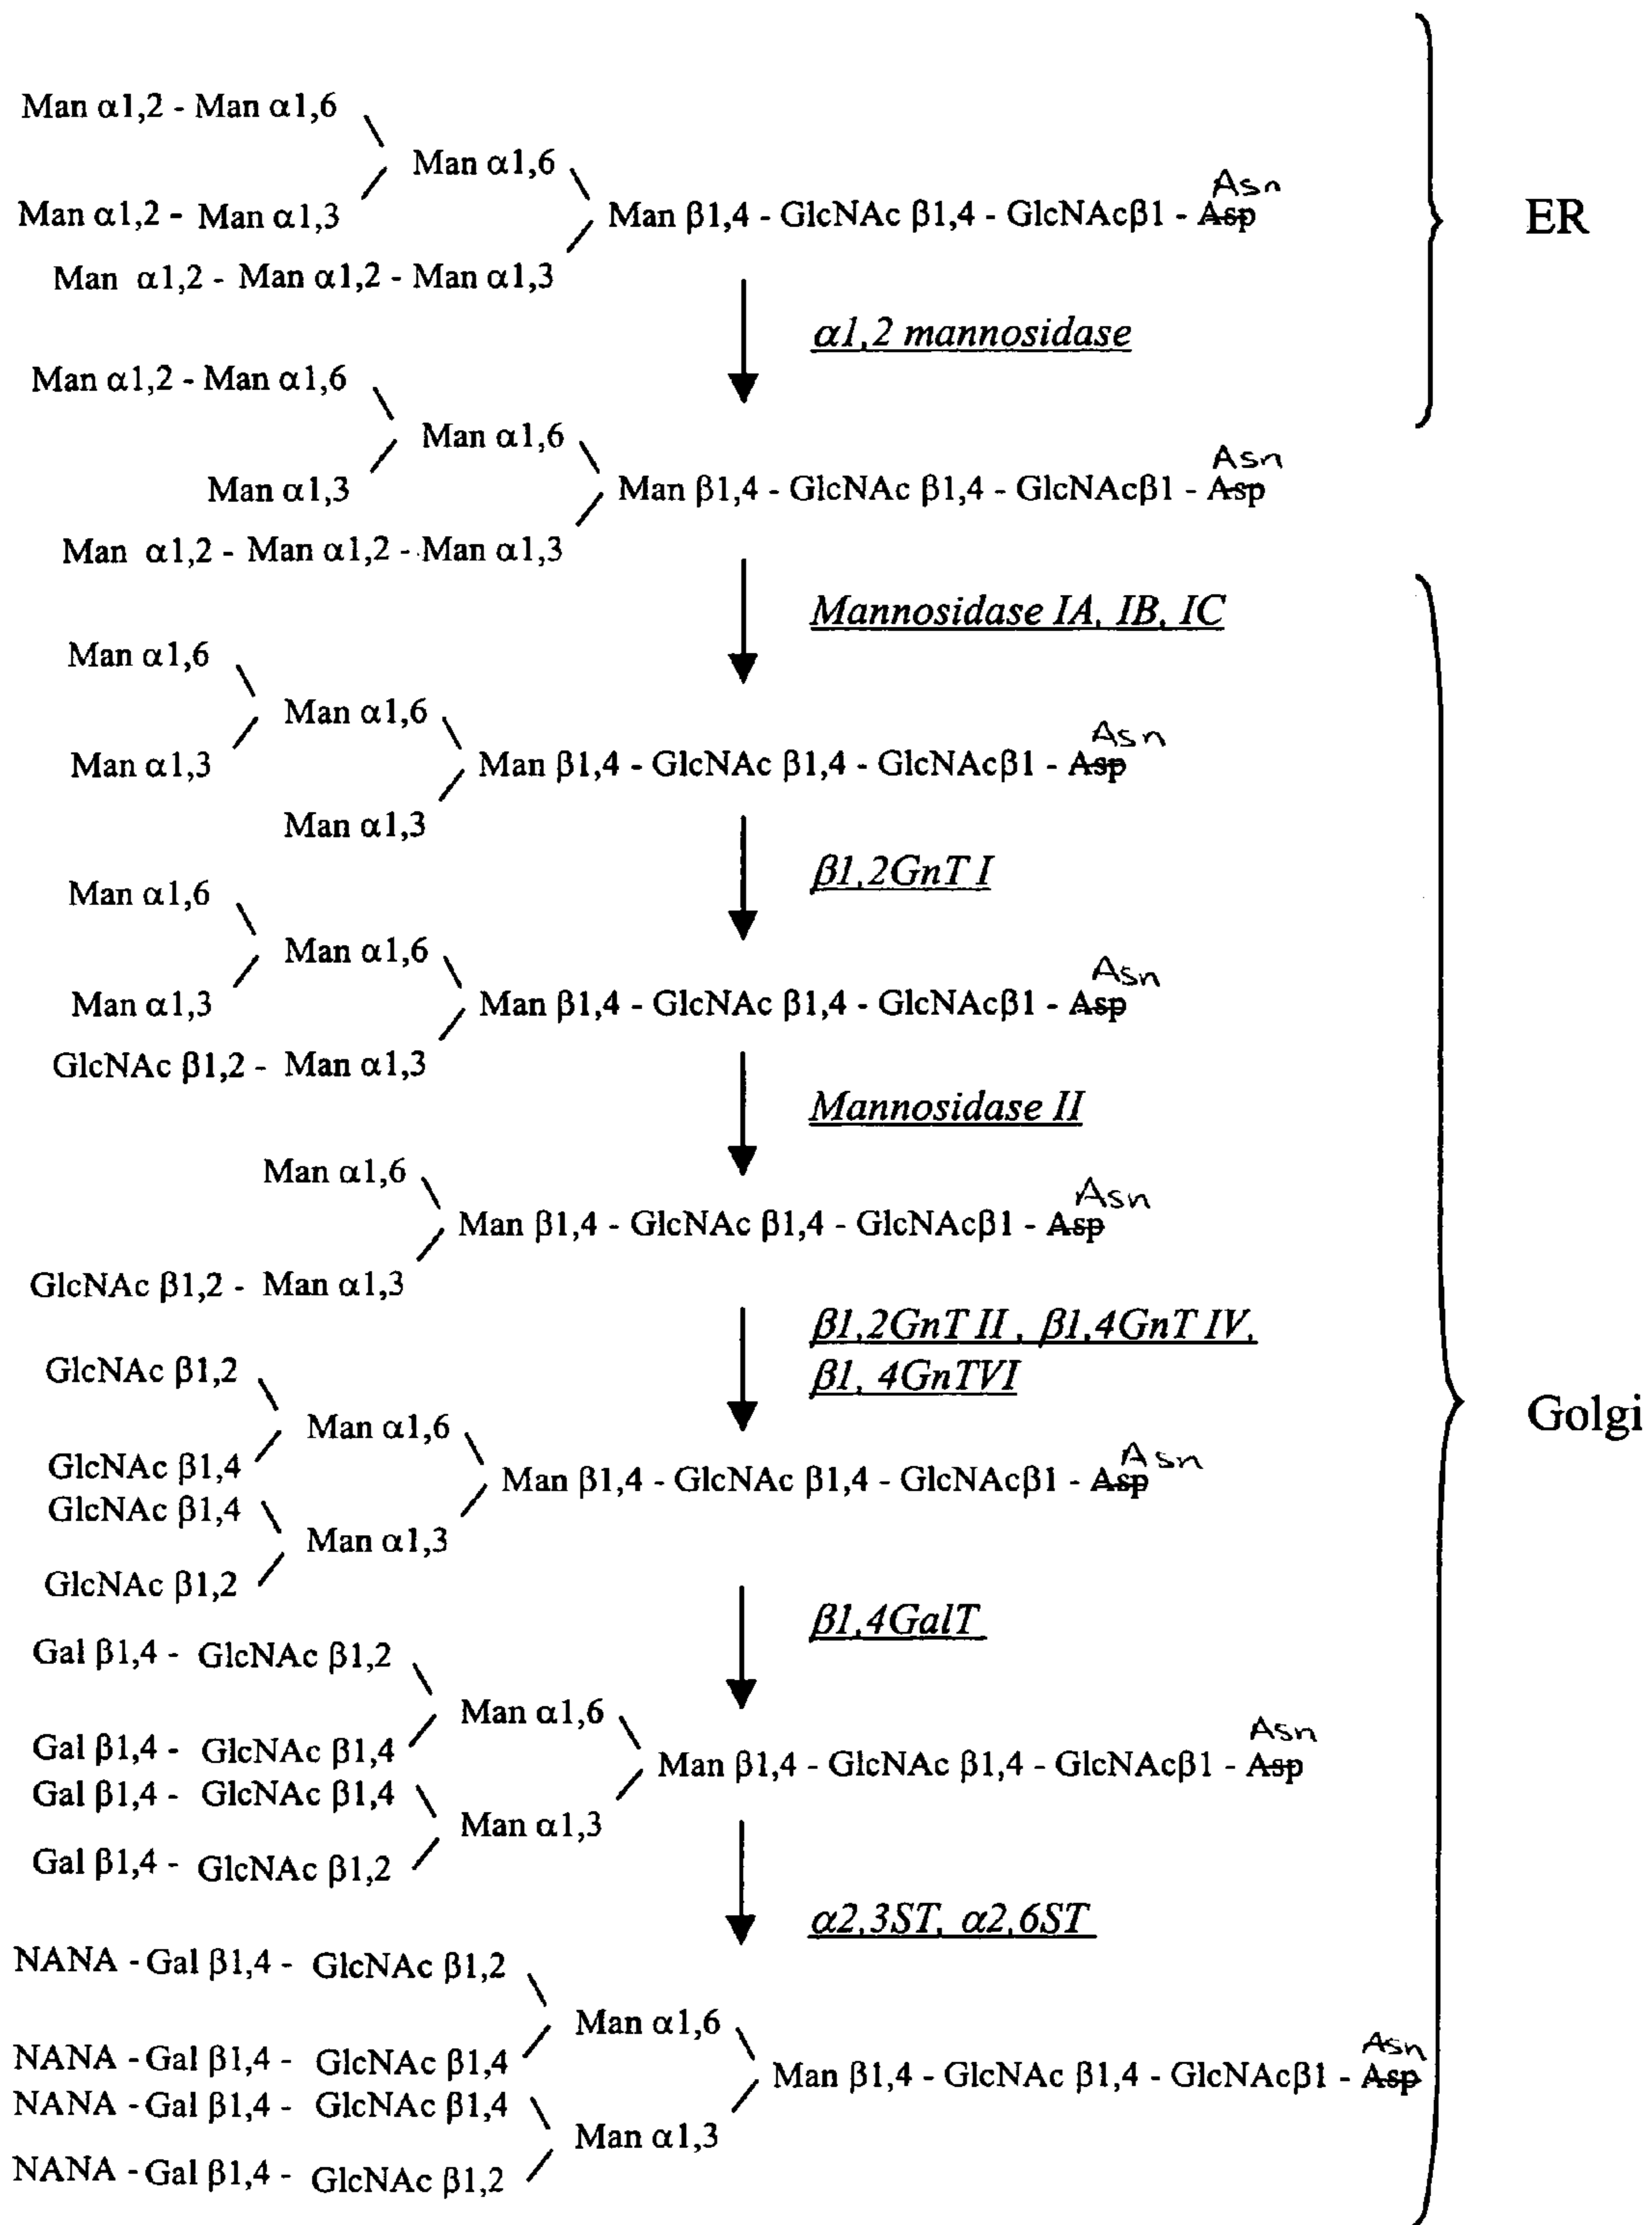 Man α1,2 - Man α1,6
Man α1,6
Asn
Man α1,2 - Man α1,3
Man β1,4 - GlcNAc β1,4 - GlcNAcβ1 - Asp
ER
Man α1,2 - Man α1,2 - Man α1,3
α1,2 mannosidase
Man α1,2 - Man α1,6
Man α1,6
Asn
Man α1,3
Man β1,4 - GlcNAc β1,4 - GlcNAcβ1 - Asp
Man α1,2 - Man α1,2 - Man α1,3
Mannosidase IA, IB, IC
Man α1,6
Man α1,6
Asn
Man α1,3
Man β1,4 - GlcNAc β1,4 - GlcNAcβ1 - Asp
Man α1,3
β1,2GnT I
Man α1,6
Man α1,6
Asn
Man α1,3
Man β1,4 - GlcNAc β1,4 - GlcNAcβ1 - Asp
GlcNAc β1,2 - Man α1,3
Mannosidase II
Man α1,6
Asn
Man β1,4 - GlcNAc β1,4 - GlcNAcβ1 - Asp
GlcNAc β1,2 - Man α1,3
β1,2GnT II, β1,4GnT IV,
β1, 4GnTVI
Golgi
GlcNAc β1,2
Man α1,6
Asn
GlcNAc β1,4
Man β1,4 - GlcNAc β1,4 - GlcNAcβ1 - Asp
GlcNAc β1,4
Man α1,3
GlcNAc β1,2
β1,4GalT
Gal β1,4 - GlcNAc β1,2
Man α1,6
Asn
Gal β1,4 - GlcNAc β1,4
Man β1,4 - GlcNAc β1,4 - GlcNAcβ1 - Asp
Gal β1,4 - GlcNAc β1,4
Man α1,3
Gal β1,4 - GlcNAc β1,2
α2,3ST, α2,6ST
NANA - Gal β1,4 - GlcNAc β1,2
Man α1,6
Asn
NANA - Gal β1,4 - GlcNAc β1,4
Man β1,4 - GlcNAc β1,4 - GlcNAcβ1 - Asp
NANA - Gal β1,4 - GlcNAc β1,4
Man α1,3
NANA - Gal β1,4 - GlcNAc β1,2